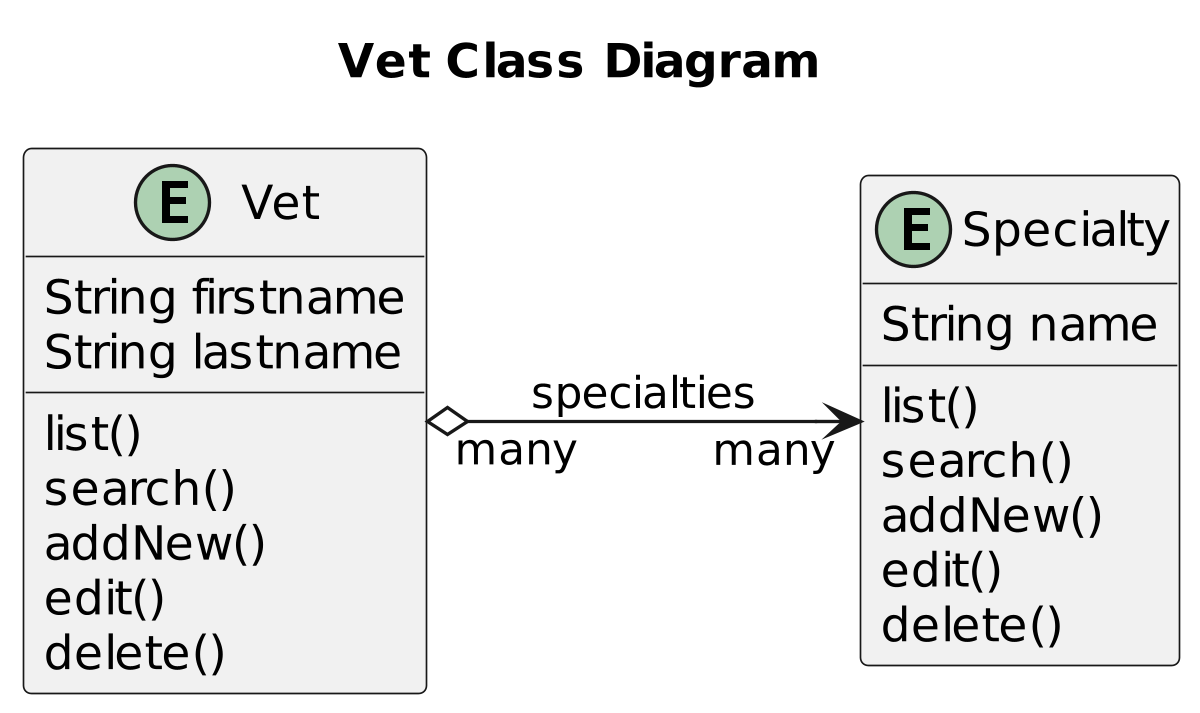 Vet Class Diagram
E Vet
String firstname
String lastname
list()
search()
addNew()
edit()
delete()
specialties
many many
E Specialty
String name
list()
search()
addNew()
edit()
delete()